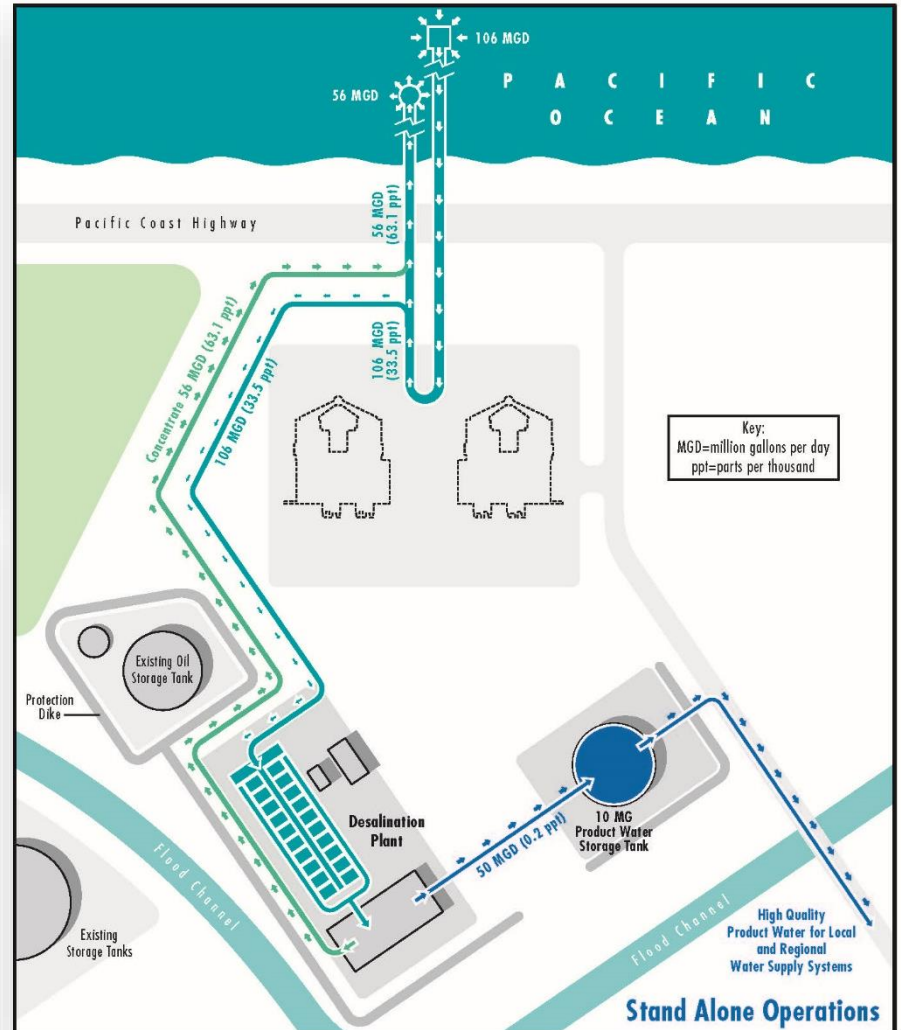 106 MGD
56 MGD
P A C I F I C
O C E A N
Pacific Coast Highway
56 MGD
(63.1 ppt)
106 MGD
(33.5 ppt)
Concentrate 56 MGD (63.1 ppt)
106 MGD (33.5 ppt)
Key:
MGD=million gallons per day
ppt=parts per thousand
Existing Oil
Storage Tank
Protection
Dike
Desalination
Plant
10 MG
Product Water
Storage Tank
50 MGD (0.2 ppt)
Flood Channel
Existing
Storage Tanks
Flood Channel
High Quality
Product Water for Local
and Regional
Water Supply Systems
Stand Alone Operations